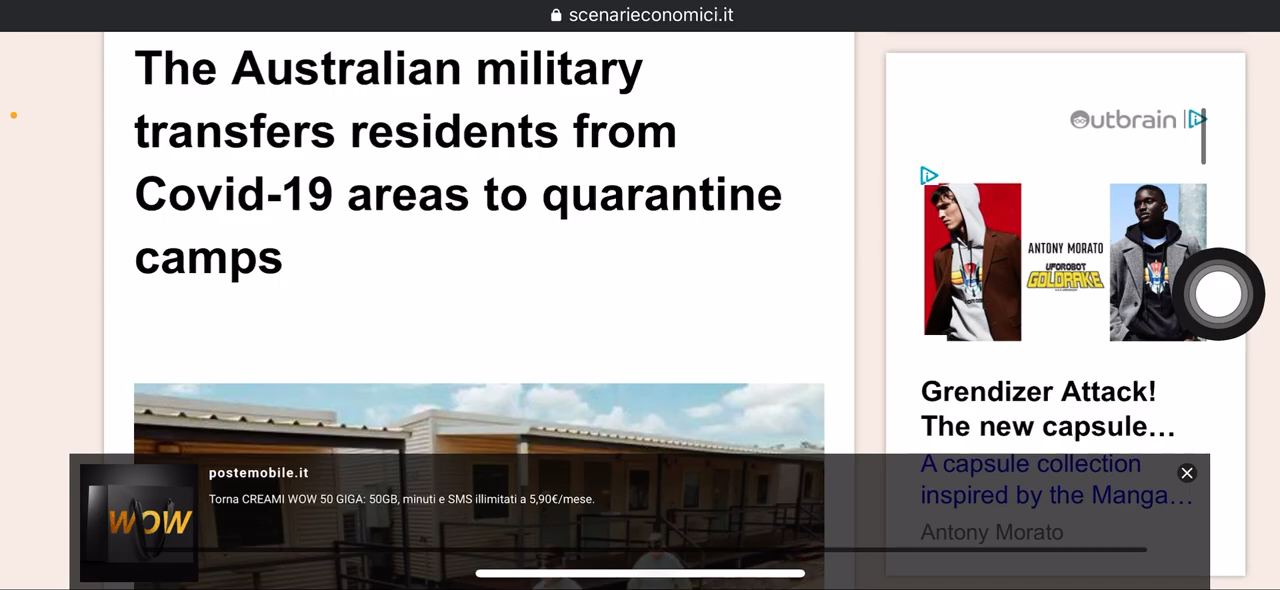 scenarieconomici.it
The Australian military
transfers residents from
Covid-19 areas to quarantine
camps
Outbrain
ANTONY MORATO
UFOROBOT
GOLDRAKE
Grendizer Attack!
The new capsule...
A capsule collection
inspired by the Manga...
Antony Morato
postemobile.it
Torna CREAMI WOW 50 GIGA: 50GB, minuti e SMS illimitati a 5,90€/mese.
WOW